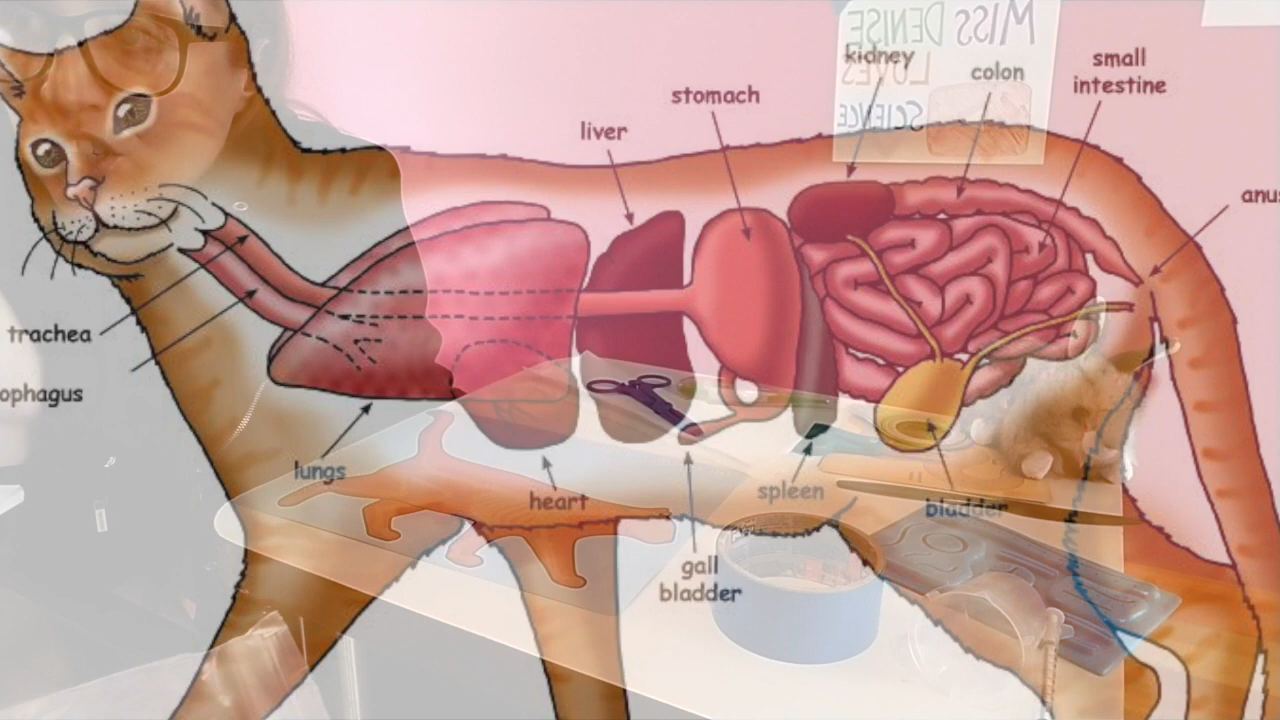 MISS DENISE
LOVES
SCIENCE
kidney
colon
small
intestine
stomach
liver
anus
trachea
ophagus
lungs
heart
spleen
bladder
gall
bladder